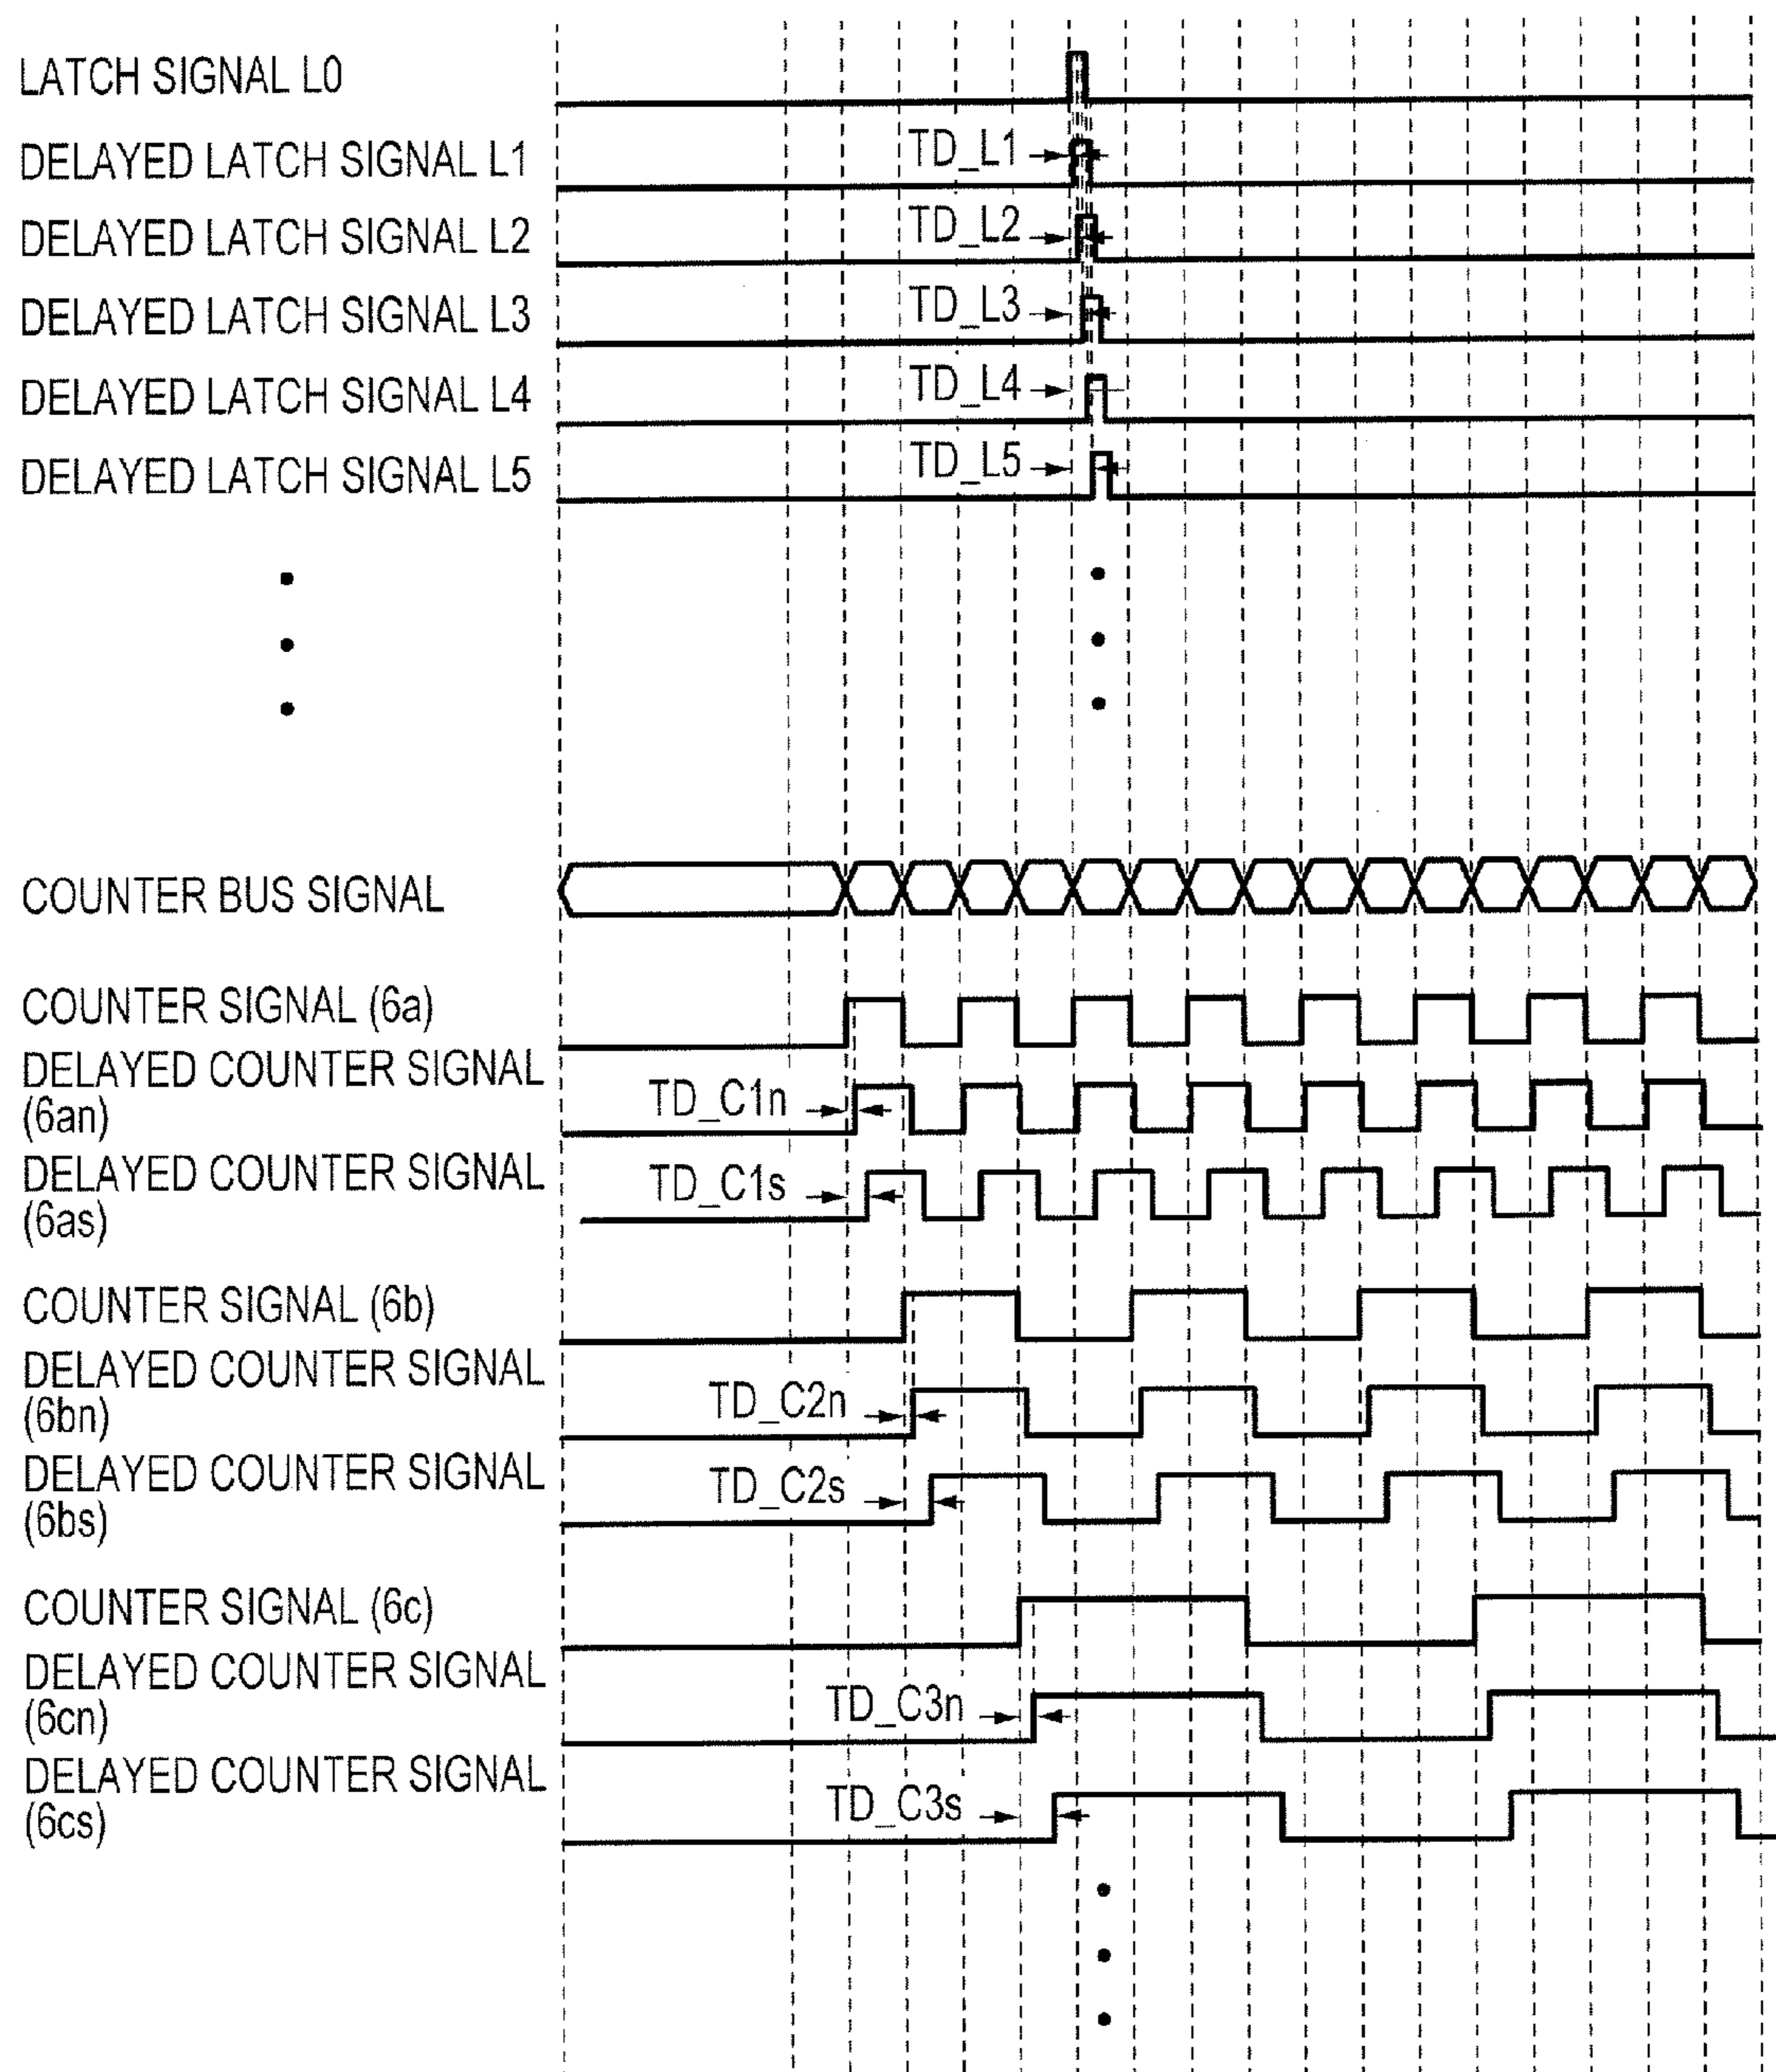 LATCH SIGNAL L0
DELAYED LATCH SIGNAL L1
TD_L1
DELAYED LATCH SIGNAL L2
TD_L2
DELAYED LATCH SIGNAL L3
TD_L3
DELAYED LATCH SIGNAL L4
TD_L4
DELAYED LATCH SIGNAL L5
TD_L5
COUNTER BUS SIGNAL
COUNTER SIGNAL (6a)
DELAYED COUNTER SIGNAL
(6an)
TD_C1n
DELAYED COUNTER SIGNAL
(6as)
TD_C1s
COUNTER SIGNAL (6b)
DELAYED COUNTER SIGNAL
(6bn)
TD_C2n
DELAYED COUNTER SIGNAL
(6bs)
TD_C2s
COUNTER SIGNAL (6c)
DELAYED COUNTER SIGNAL
(6cn)
TD_C3n
DELAYED COUNTER SIGNAL
(6cs)
TD_C3s